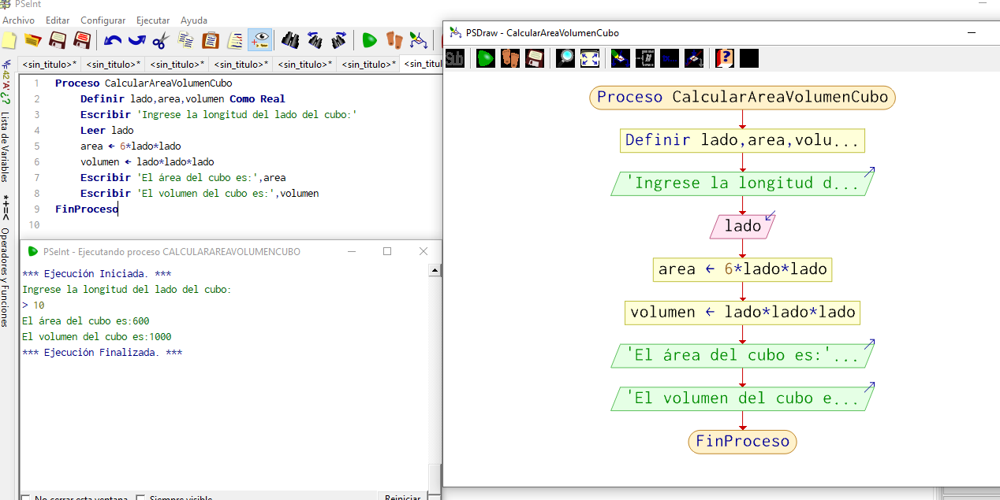 PSeInt
Archivo Editar Configurar Ejecutar Ayuda
<sin_titulo>* <sin_titulo>* <sin_titulo>* <sin_titulo>* <sin_titulo>* <sin_titulo>* <sin_titul
Lista de Variables
*+=< Operadores y Funciones
1 Proceso CalcularAreaVolumenCubo
2 Definir lado,area,volumen Como Real
3 Escribir 'Ingrese la longitud del lado del cubo:'
4 Leer lado
5 area ← 6*lado*lado
6 volumen ← lado*lado*lado
7 Escribir 'El área del cubo es:',area
8 Escribir 'El volumen del cubo es:',volumen
9 FinProceso
10
PSeInt - Ejecutando proceso CALCULARAREAVOLUMENCUBO
*** Ejecución Iniciada. ***
Ingrese la longitud del lado del cubo:
> 10
El área del cubo es:600
El volumen del cubo es:1000
*** Ejecución Finalizada. ***
No cerrar esta ventana Siempre visible Reiniciar
PSDraw - CalcularAreaVolumenCubo
Sub
Proceso CalcularAreaVolumenCubo
Definir lado,area,volu...
'Ingrese la longitud d...
lado
area ← 6*lado*lado
volumen ← lado*lado*lado
'El área del cubo es:'...
'El volumen del cubo e...
FinProceso